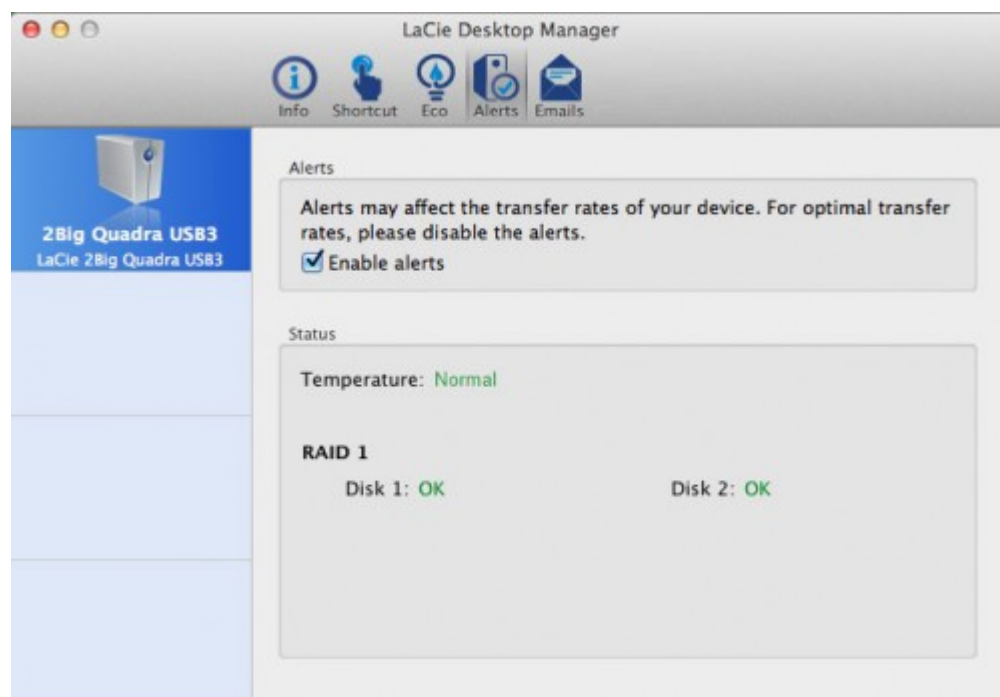 LaCie Desktop Manager
Info Shortcut Eco Alerts Emails
2Big Quadra USB3
LaCie 2Big Quadra USB3
Alerts
Alerts may affect the transfer rates of your device. For optimal transfer
rates, please disable the alerts.
Enable alerts
Status
Temperature: Normal
RAID 1
Disk 1: OK Disk 2: OK